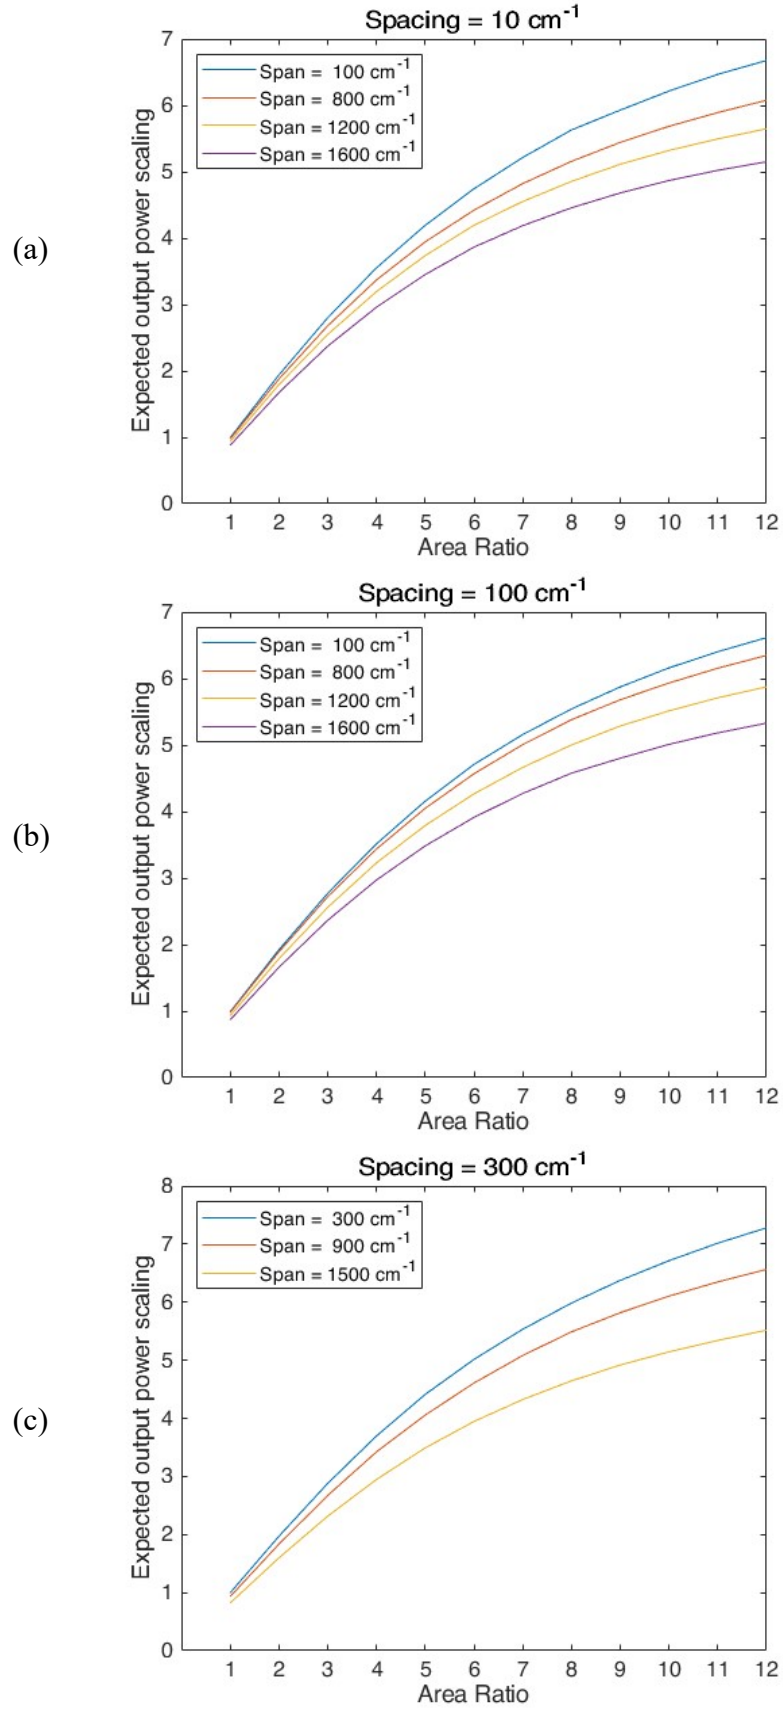 (a)
Spacing = 10 cm⁻¹
Span = 100 cm⁻¹
Span = 800 cm⁻¹
Span = 1200 cm⁻¹
Span = 1600 cm⁻¹
Expected output power scaling
7
6
5
4
3
2
1
0
1 2 3 4 5 6 7 8 9 10 11 12
Area Ratio
(b)
Spacing = 100 cm⁻¹
Span = 100 cm⁻¹
Span = 800 cm⁻¹
Span = 1200 cm⁻¹
Span = 1600 cm⁻¹
Expected output power scaling
7
6
5
4
3
2
1
0
1 2 3 4 5 6 7 8 9 10 11 12
Area Ratio
(c)
Spacing = 300 cm⁻¹
Span = 300 cm⁻¹
Span = 900 cm⁻¹
Span = 1500 cm⁻¹
Expected output power scaling
8
7
6
5
4
3
2
1
0
1 2 3 4 5 6 7 8 9 10 11 12
Area Ratio